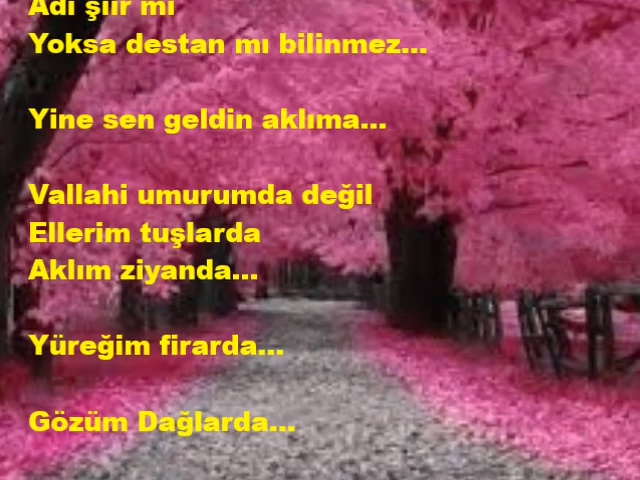 Adı şiir mi
Yoksa destan mı bilinmez...
Yine sen geldin aklıma...
Vallahi umurumda değil
Ellerim tuşlarda
Aklım ziyanda...
Yüreğim firarda...
Gözüm Dağlarda...